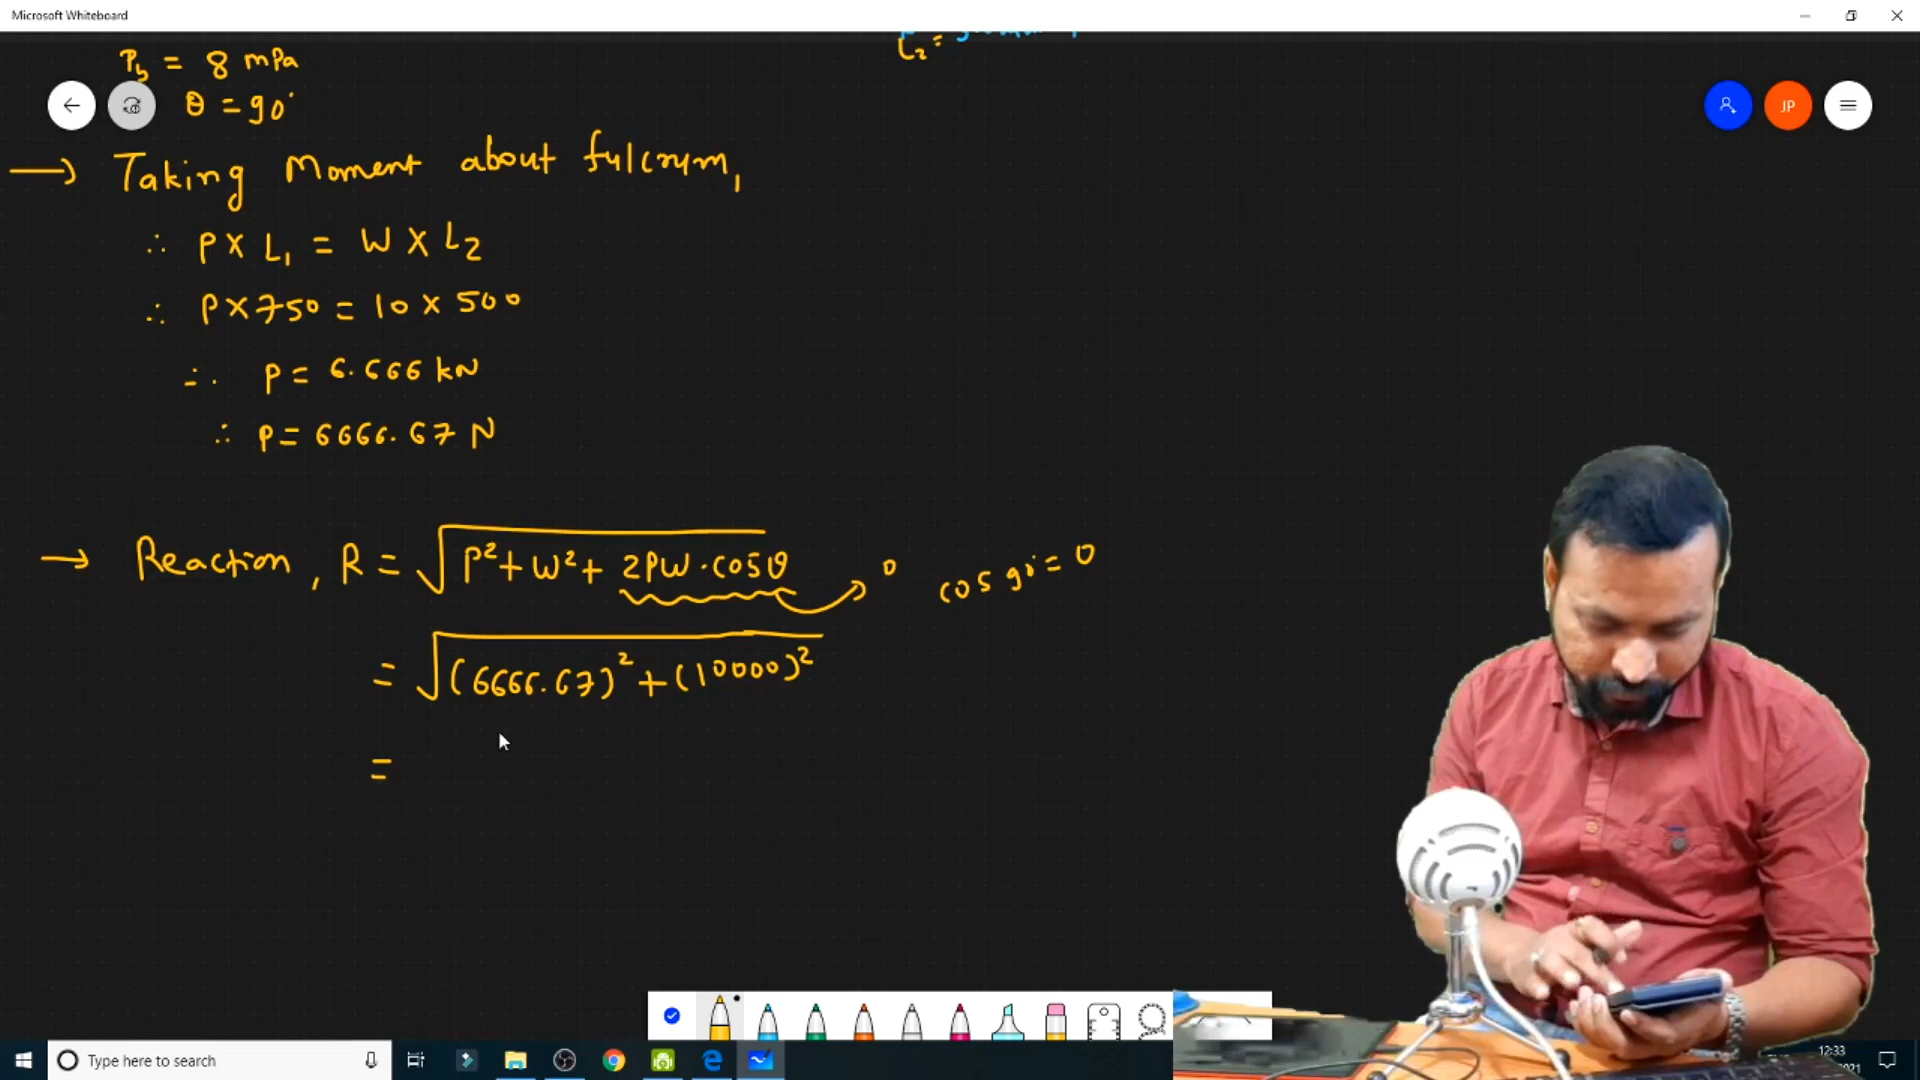 Microsoft Whiteboard
L₂ =
Pb = 8 mPa
θ = 90°
JP
→ Taking Moment about fulcrum,
∴ P X L₁ = W X L₂
∴ P X 750 = 10 X 500
∴ P = 6.666 kN
∴ P = 6666.67 N
→ Reaction, R = √(P² + W² + 2PW·cosθ) → 0 cos 90° = 0
= √((6666.67)² + (10000)²)
=
Type here to search
12:33